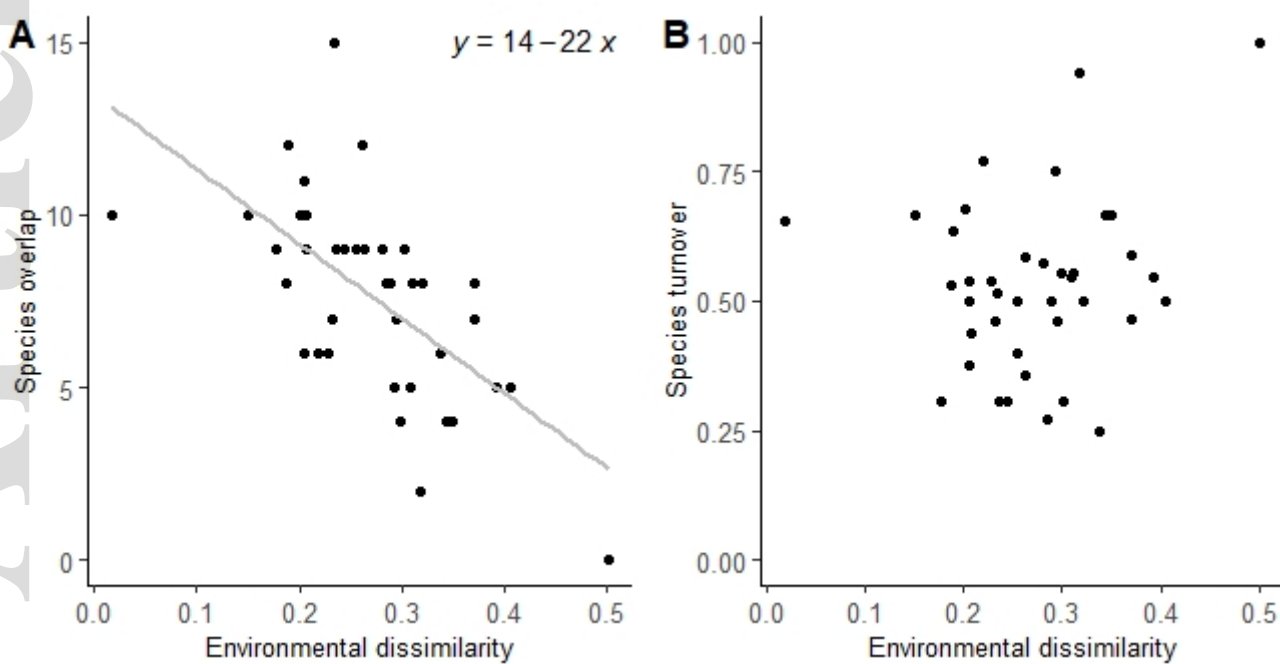 A
y = 14 – 22 x
15
10
5
0
Species overlap
0.0 0.1 0.2 0.3 0.4 0.5
Environmental dissimilarity
B
1.00
0.75
0.50
0.25
0.00
Species turnover
0.0 0.1 0.2 0.3 0.4 0.5
Environmental dissimilarity